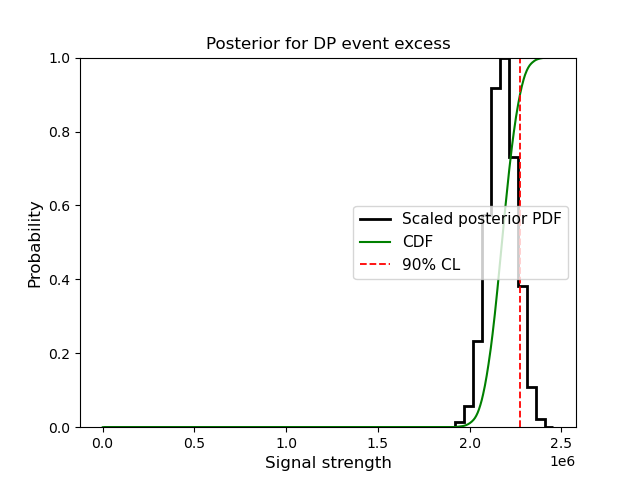 Posterior for DP event excess
Probability
1.0
0.8
0.6
0.4
0.2
0.0
Scaled posterior PDF
CDF
90% CL
0.0 0.5 1.0 1.5 2.0 2.5
1e6
Signal strength